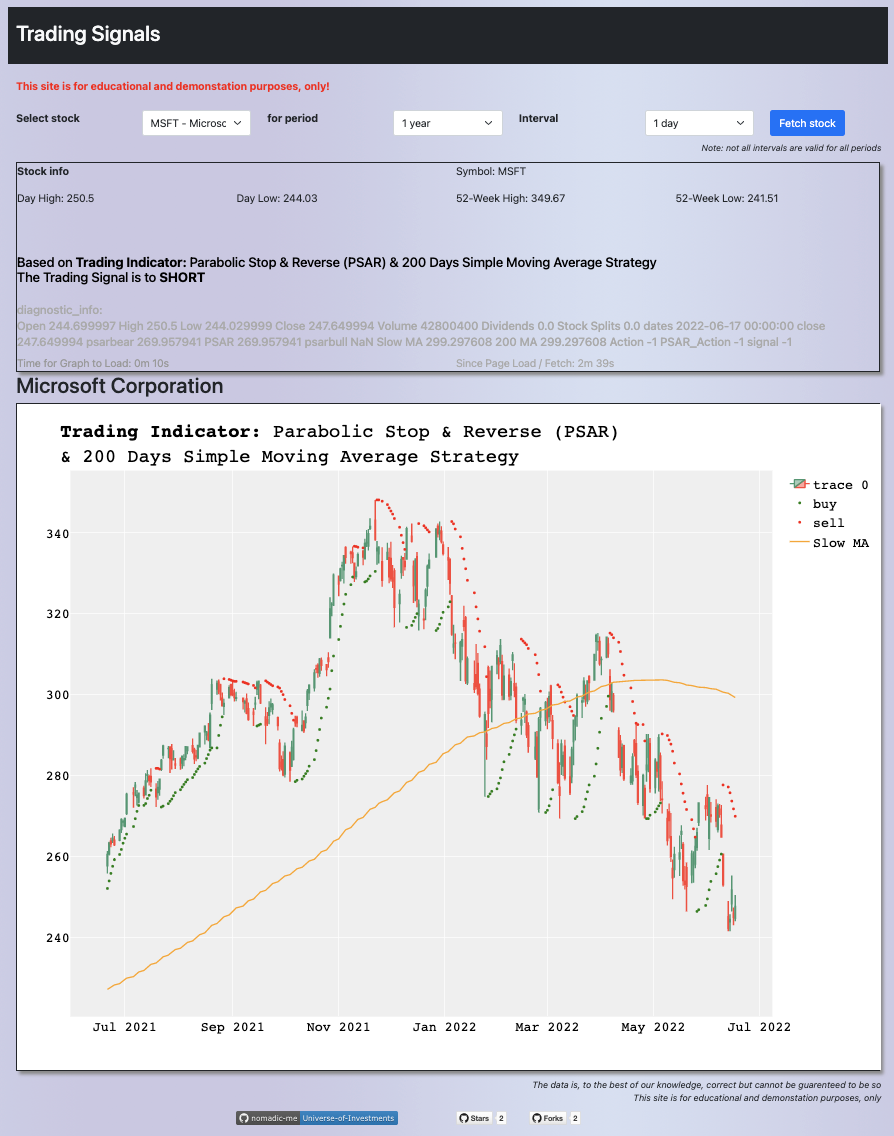 Trading Signals
This site is for educational and demonstation purposes, only!
Select stock
MSFT - Microsc
for period
1 year
Interval
1 day
Fetch stock
Note: not all intervals are valid for all periods
Stock info
Symbol: MSFT
Day High: 250.5
Day Low: 244.03
52-Week High: 349.67
52-Week Low: 241.51
Based on Trading Indicator: Parabolic Stop & Reverse (PSAR) & 200 Days Simple Moving Average Strategy
The Trading Signal is to SHORT
diagnostic_info:
Open 244.699997 High 250.5 Low 244.029999 Close 247.649994 Volume 42800400 Dividends 0.0 Stock Splits 0.0 dates 2022-06-17 00:00:00 close
247.649994 psarbear 269.957941 PSAR 269.957941 psarbull NaN Slow MA 299.297608 200 MA 299.297608 Action -1 PSAR_Action -1 signal -1
Time for Graph to Load: 0m 10s
Since Page Load / Fetch: 2m 39s
Microsoft Corporation
Trading Indicator: Parabolic Stop & Reverse (PSAR)
& 200 Days Simple Moving Average Strategy
trace 0
buy
sell
Slow MA
340
320
300
280
260
240
Jul 2021
Sep 2021
Nov 2021
Jan 2022
Mar 2022
May 2022
Jul 2022
The data is, to the best of our knowledge, correct but cannot be guarenteed to be so
This site is for educational and demonstation purposes, only
nomadic-me
Universe-of-Investments
Stars
2
Forks
2